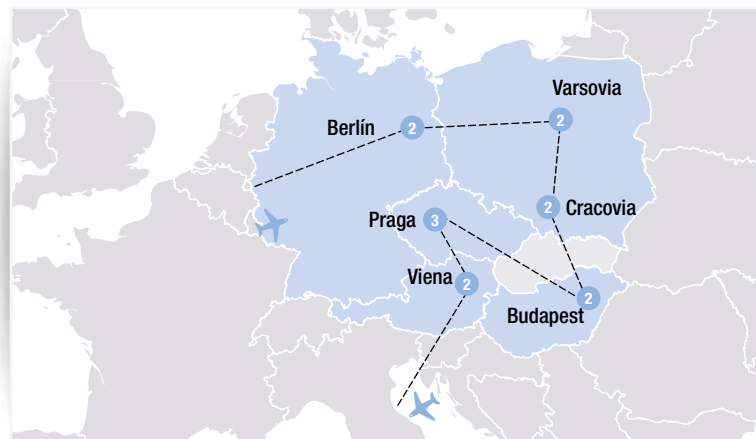 Varsovia
2
Berlín 2
2 Cracovia
Praga 3
Viena 2
2
Budapest